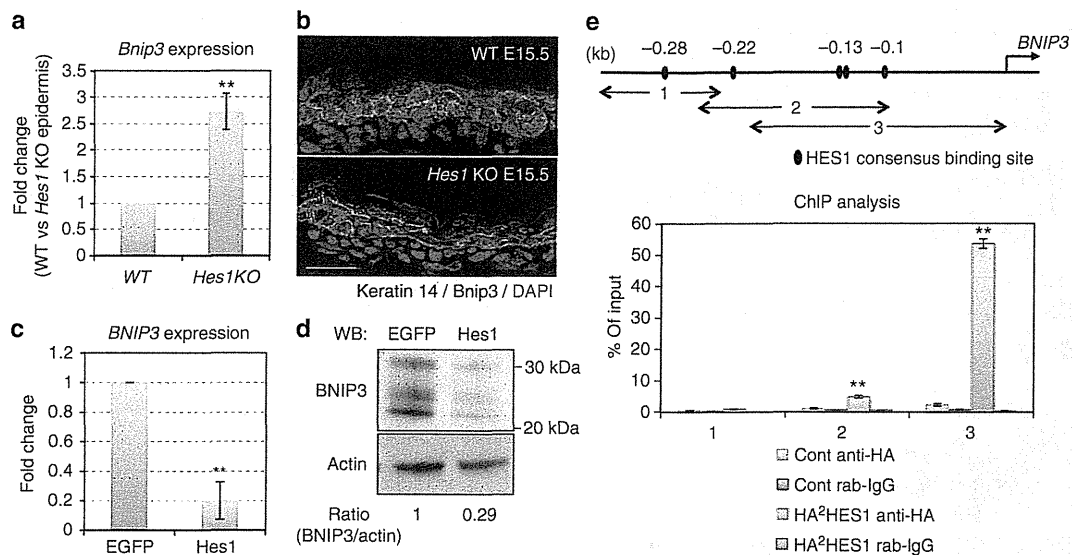 a
Bnip3 expression
Fold change
(WT vs Hes1 KO epidermis)
3.5
3
2.5
2
1.5
1
0.5
0
**
WT
Hes1KO
b
WT E15.5
Hes1 KO E15.5
Keratin 14 / Bnip3 / DAPI
c
BNIP3 expression
Fold change
1.2
1
0.8
0.6
0.4
0.2
0
**
EGFP
Hes1
d
WB: EGFP Hes1
BNIP3
30 kDa
20 kDa
Actin
Ratio 1 0.29
(BNIP3/actin)
e
(kb) −0.28 −0.22 −0.13 −0.1 BNIP3
1
2
3
HES1 consensus binding site
ChIP analysis
% Of input
60
50
40
30
20
10
0
**
**
1 2 3
Cont anti-HA
Cont rab-IgG
HA²HES1 anti-HA
HA²HES1 rab-IgG